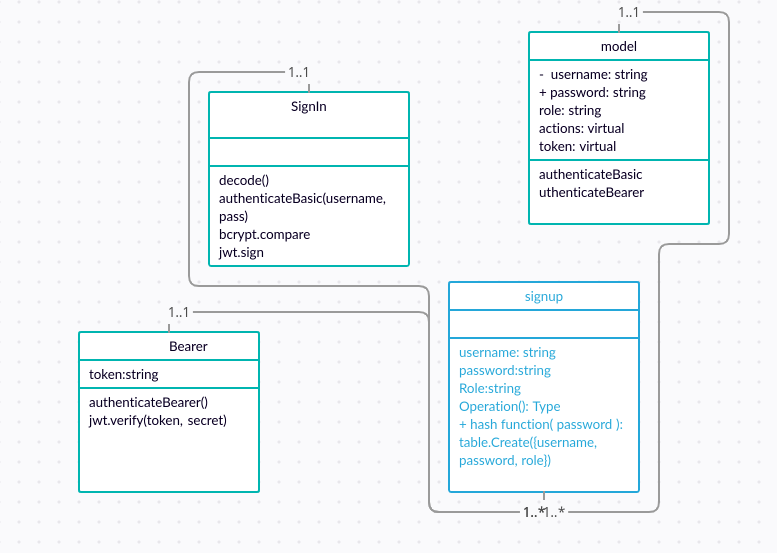 1..1
model
- username: string
+ password: string
role: string
actions: virtual
token: virtual
authenticateBasic
uthenticateBearer
1..1
SignIn
decode()
authenticateBasic(username,
pass)
bcrypt.compare
jwt.sign
1..1
Bearer
token:string
authenticateBearer()
jwt.verify(token, secret)
signup
username: string
password:string
Role:string
Operation(): Type
+ hash function( password ):
table.Create({username,
password, role})
1..*
1..*